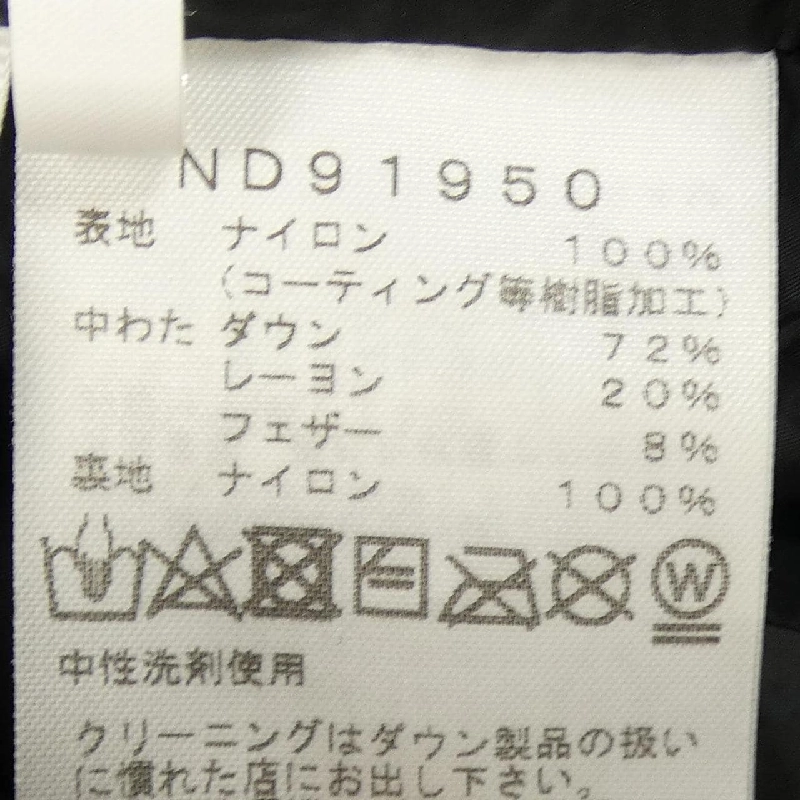 ND91950
表地 ナイロン 100%
(コーティング等樹脂加工)
中わた ダウン 72%
レーヨン 20%
フェザー 8%
裏地 ナイロン 100%
W
中性洗剤使用
クリーニングはダウン製品の扱い
に慣れた店にお出し下さい。